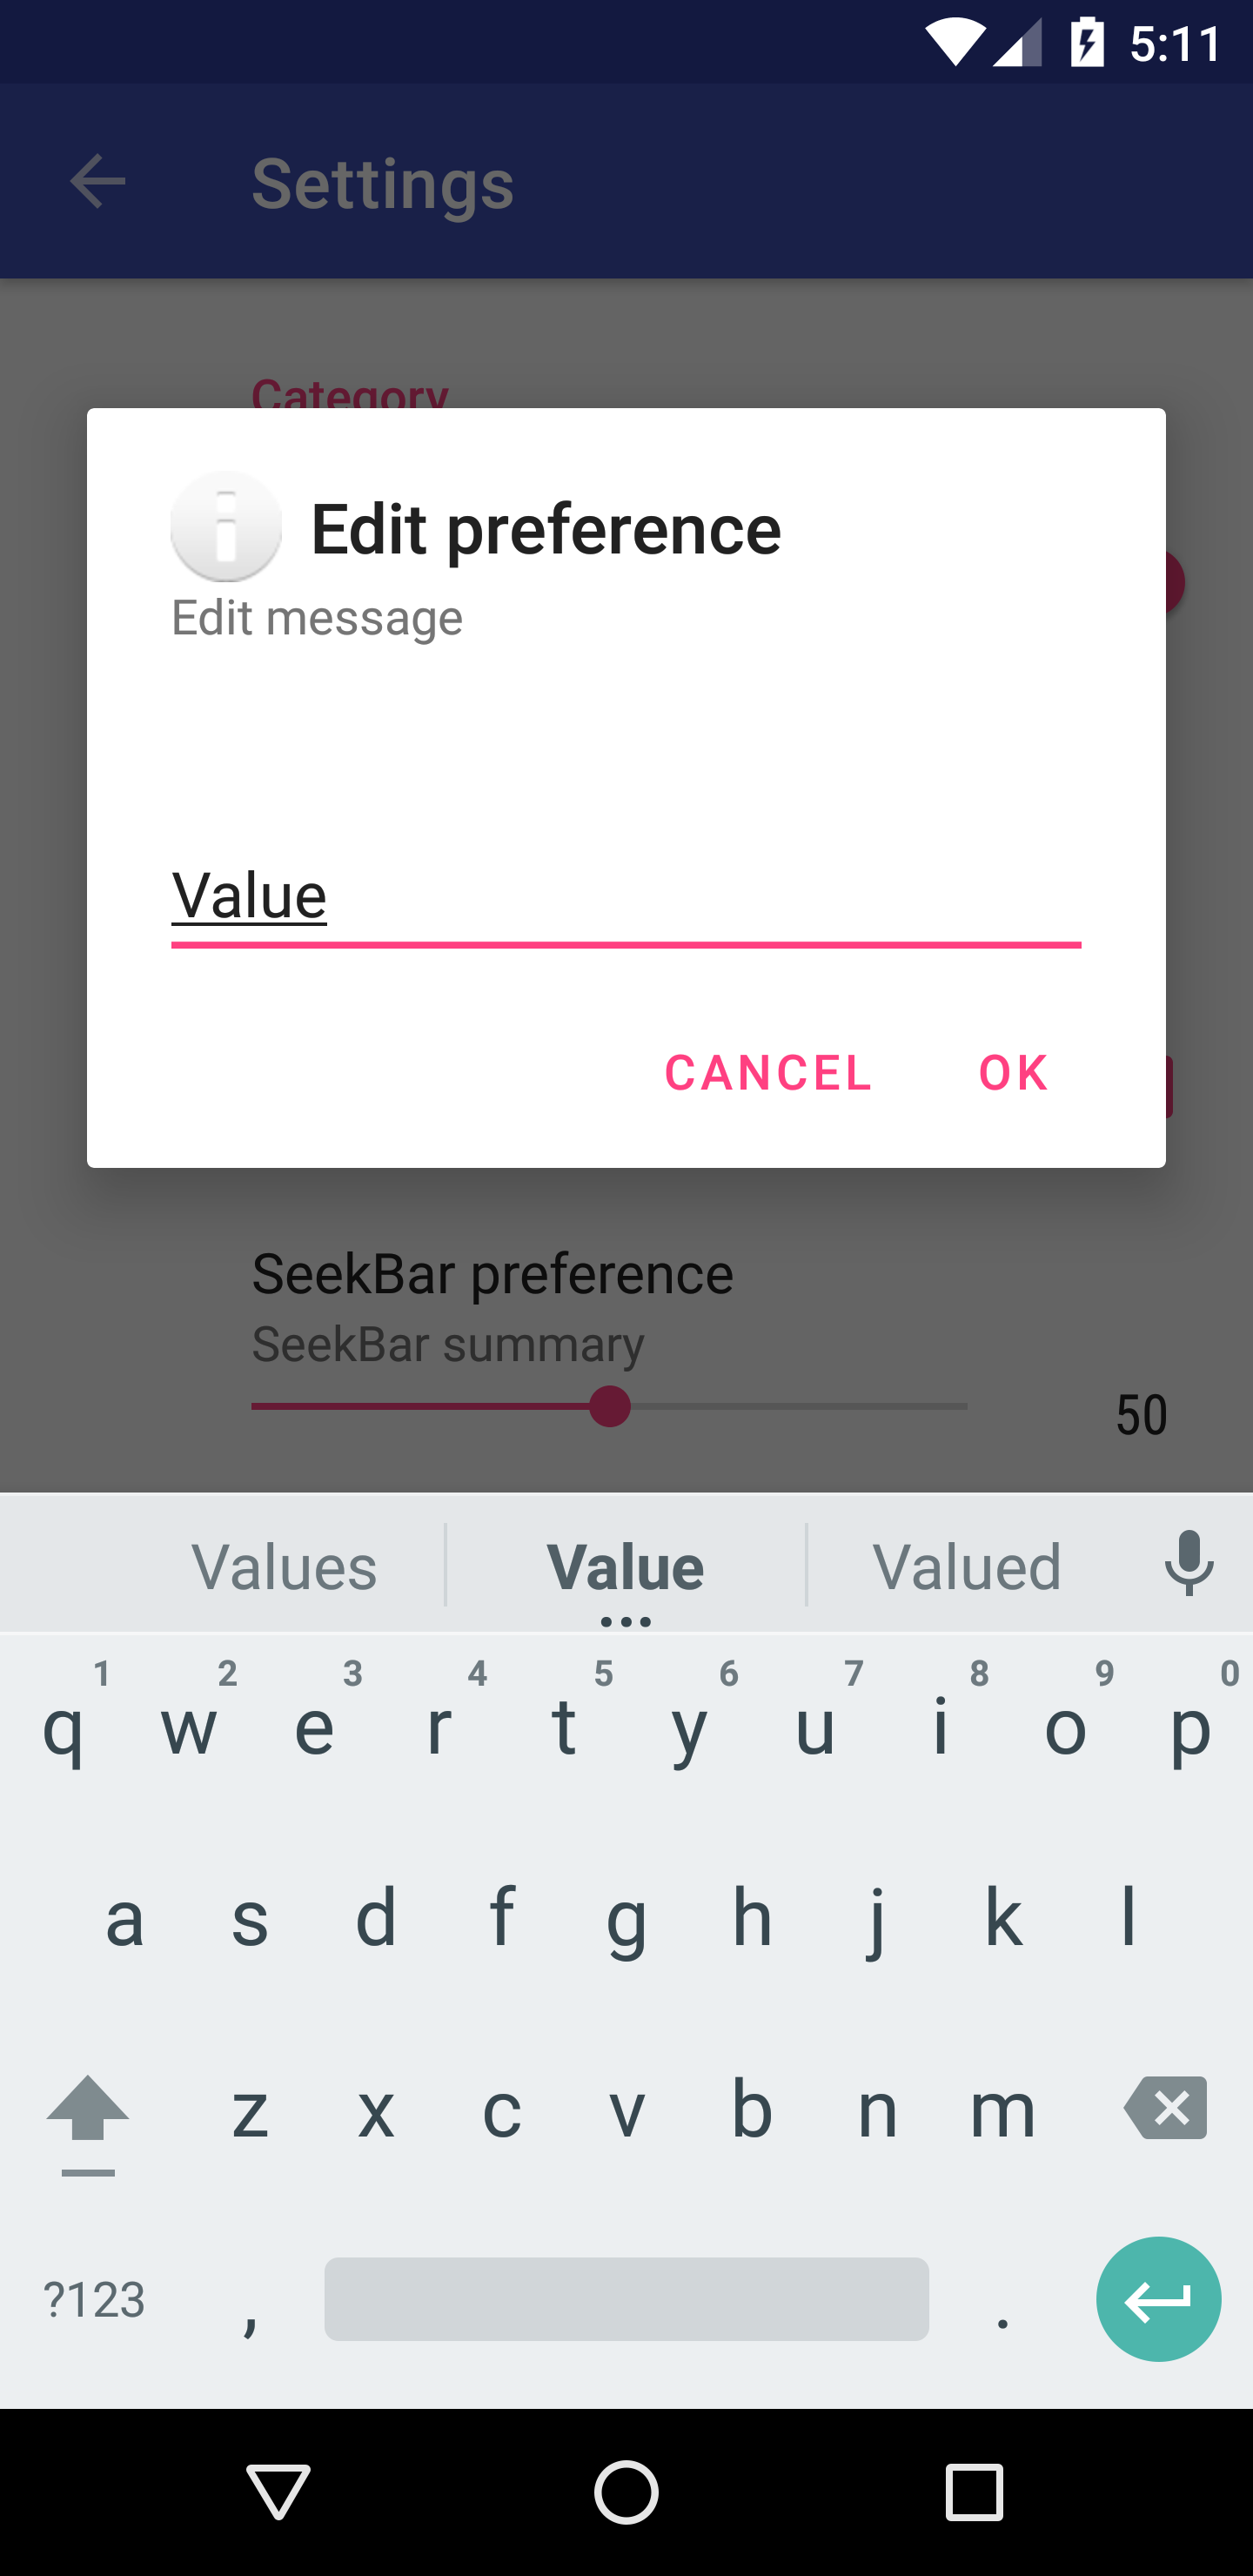 5:11
Settings
Category
Edit preference
Edit message
Value
CANCEL OK
SeekBar preference
SeekBar summary
50
Values Value Valued
1 2 3 4 5 6 7 8 9 0
q w e r t y u i o p
a s d f g h j k l
z x c v b n m
?123 , .